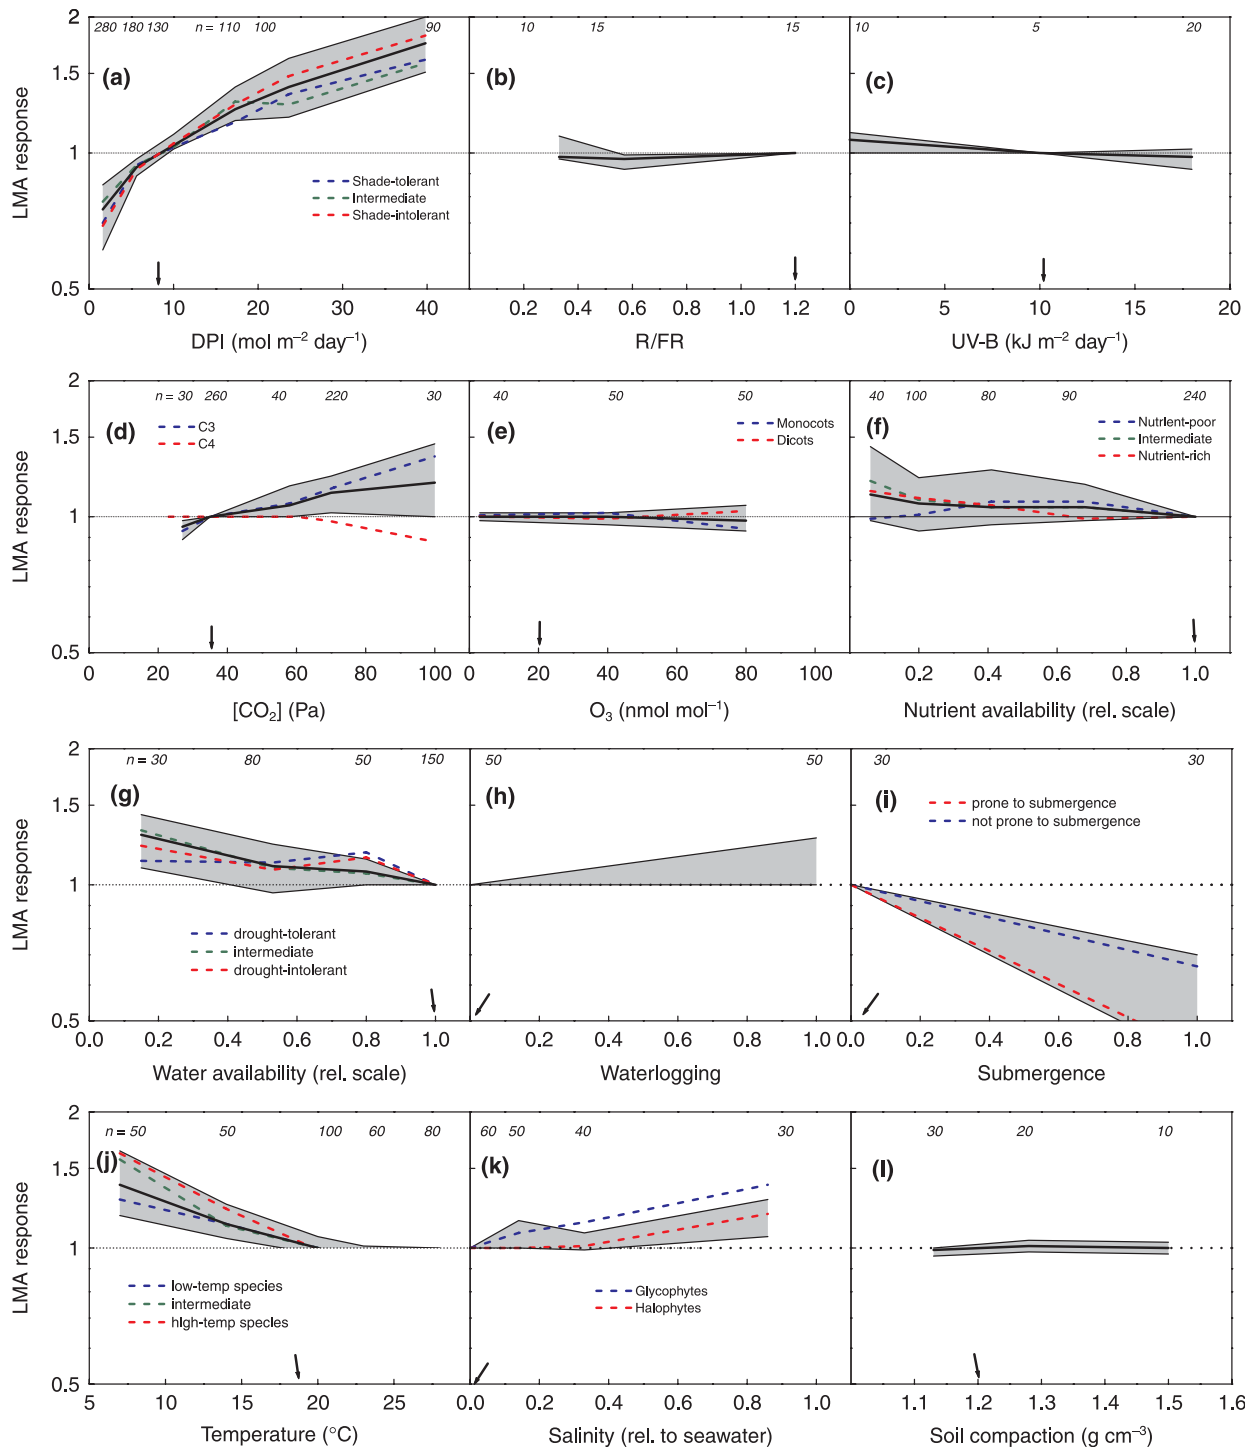 2
280 180 130 n = 110 100 90
10 15 15
10 5 20
(a)
(b)
(c)
1.5
LMA response
1
Shade-tolerant
Intermediate
Shade-intolerant
0.5
0 10 20 30 40
0.2 0.4 0.6 0.8 1.0 1.2
0 5 10 15 20
DPI (mol m⁻² day⁻¹)
R/FR
UV-B (kJ m⁻² day⁻¹)
2
n = 30 260 40 220 30
40 50 50
40 100 80 90 240
(d)
C3
C4
(e)
Monocots
Dicots
(f)
Nutrient-poor
Intermediate
Nutrient-rich
1.5
LMA response
1
0.5
0 20 40 60 80 100
0 20 40 60 80 100
0.2 0.4 0.6 0.8 1.0
[CO₂] (Pa)
O₃ (nmol mol⁻¹)
Nutrient availability (rel. scale)
2
n = 30 80 50 150
50 50
30 30
(g)
(h)
(i)
prone to submergence
not prone to submergence
1.5
LMA response
1
drought-tolerant
intermediate
drought-intolerant
0.5
0.0 0.2 0.4 0.6 0.8 1.0
0.0 0.2 0.4 0.6 0.8 1.0
0.0 0.2 0.4 0.6 0.8 1.0
Water availability (rel. scale)
Waterlogging
Submergence
2
n = 50 50 100 60 80
60 50 40 30
30 20 10
(j)
(k)
(l)
1.5
LMA response
1
low-temp species
intermediate
hIgh-temp species
Glycophytes
Halophytes
0.5
5 10 15 20 25
0.0 0.2 0.4 0.6 0.8 1.0
1.1 1.2 1.3 1.4 1.5 1.6
Temperature (°C)
Salinity (rel. to seawater)
Soil compaction (g cm⁻³)